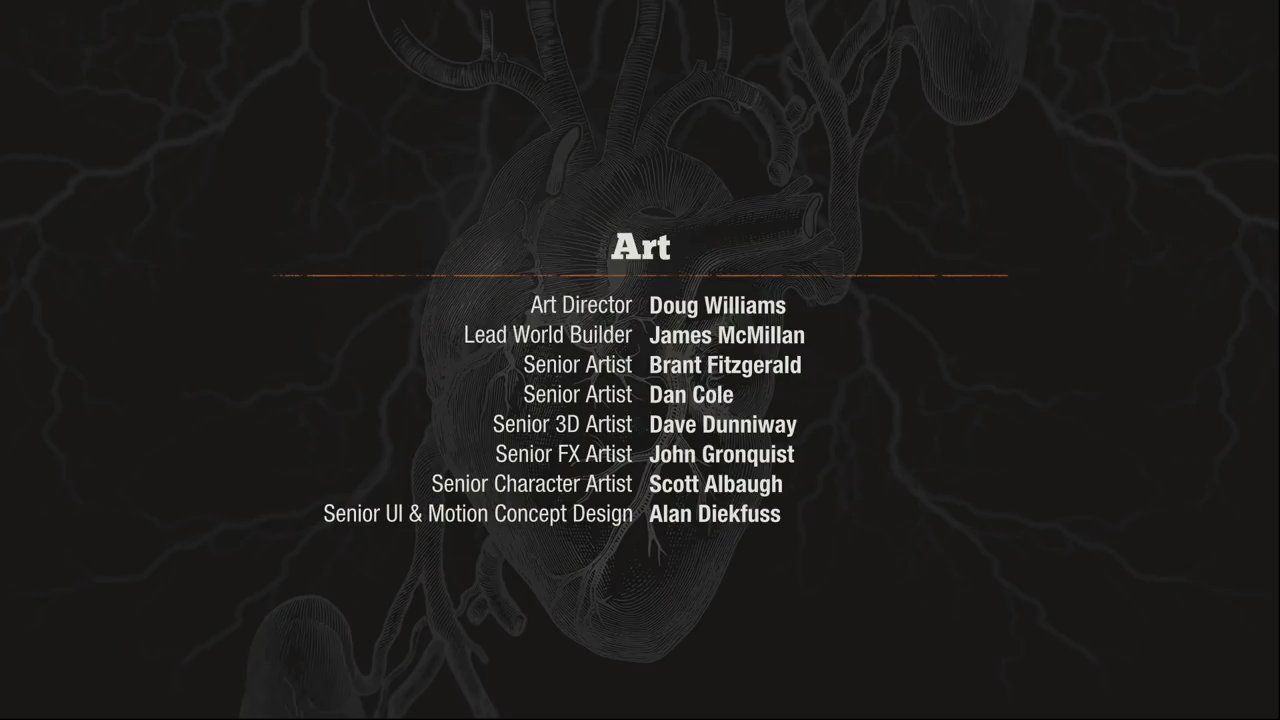 Art
Art Director Doug Williams
Lead World Builder James McMillan
Senior Artist Brant Fitzgerald
Senior Artist Dan Cole
Senior 3D Artist Dave Dunniway
Senior FX Artist John Gronquist
Senior Character Artist Scott Albaugh
Senior UI & Motion Concept Design Alan Diekfuss